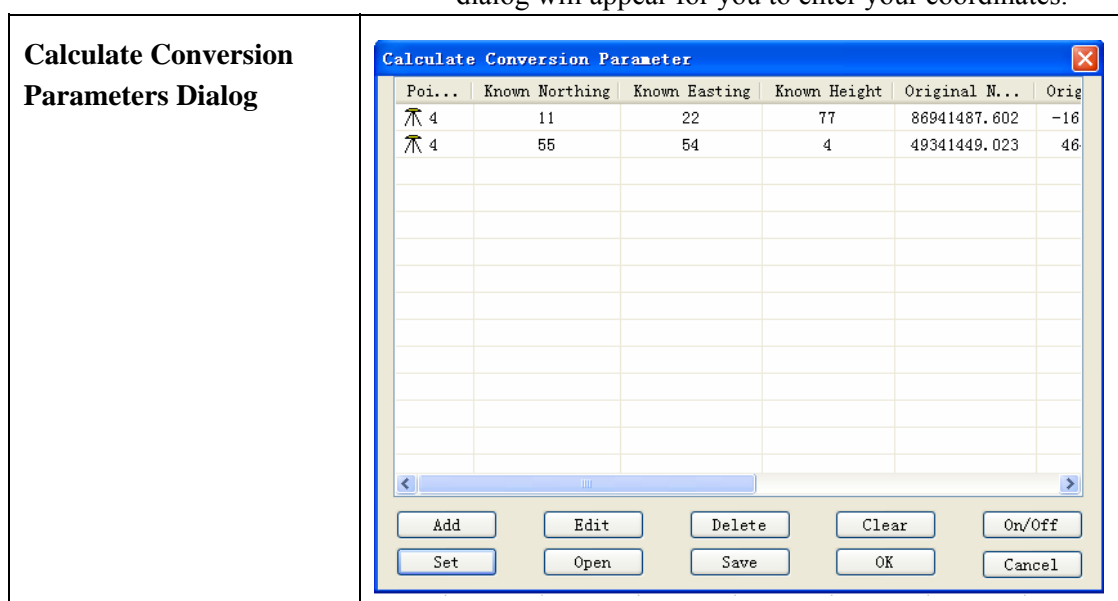 dialog will appear for you to enter your coordinates.
Calculate Conversion
Parameters Dialog
Calculate Conversion Parameter
Poi... Known Northing Known Easting Known Height Original N... Orig
4 11 22 77 86941487.602 -16
4 55 54 4 49341449.023 46
Add Edit Delete Clear On/Off
Set Open Save OK Cancel